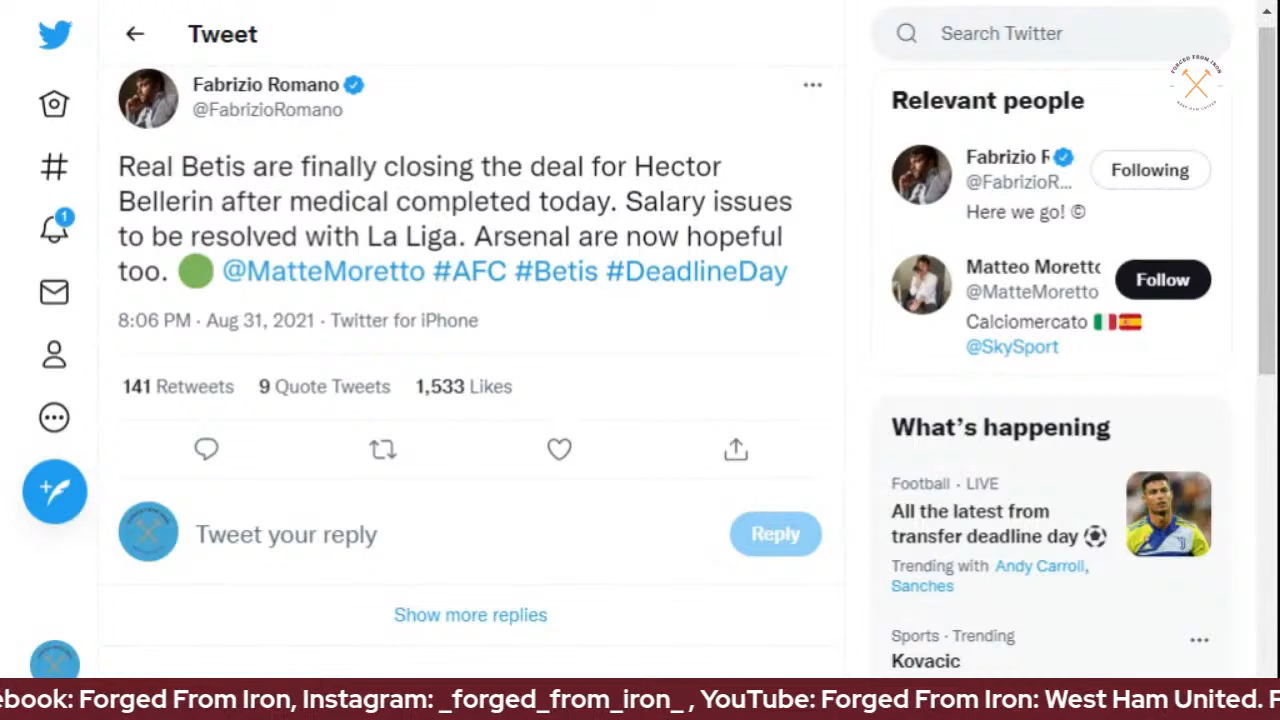 Tweet
Search Twitter
FORGED FROM IRON
Fabrizio Romano
@FabrizioRomano
Real Betis are finally closing the deal for Hector
Bellerin after medical completed today. Salary issues
to be resolved with La Liga. Arsenal are now hopeful
too. @MatteMoretto #AFC #Betis #DeadlineDay
8:06 PM · Aug 31, 2021 · Twitter for iPhone
141 Retweets 9 Quote Tweets 1,533 Likes
1
Tweet your reply
Reply
Show more replies
Relevant people
Fabrizio R
@FabrizioR...
Following
Here we go! ©
Matteo Moretto
@MatteMoretto
Follow
Calciomercato
@SkySport
What's happening
Football · LIVE
All the latest from
transfer deadline day
Trending with Andy Carroll,
Sanches
Sports · Trending
Kovacic
ebook: Forged From Iron, Instagram: _forged_from_iron_ , YouTube: Forged From Iron: West Ham United. F